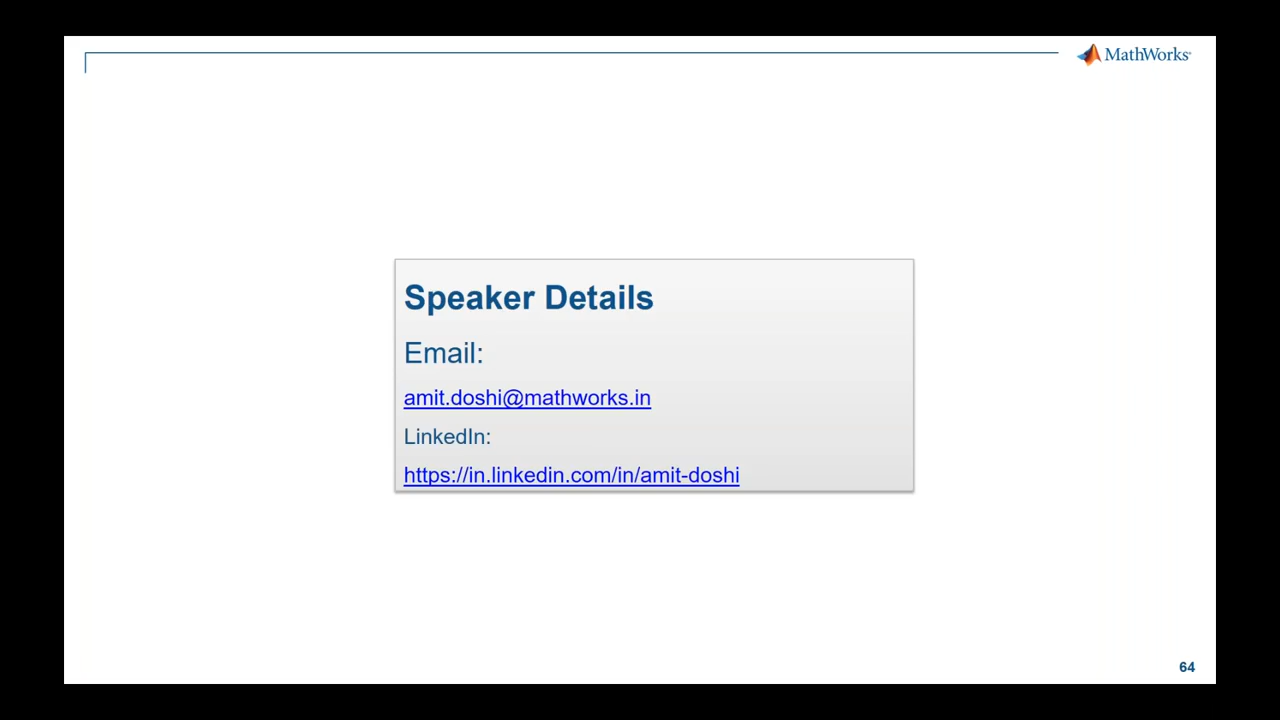 MathWorks
Speaker Details
Email:
amit.doshi@mathworks.in
LinkedIn:
https://in.linkedin.com/in/amit-doshi
64